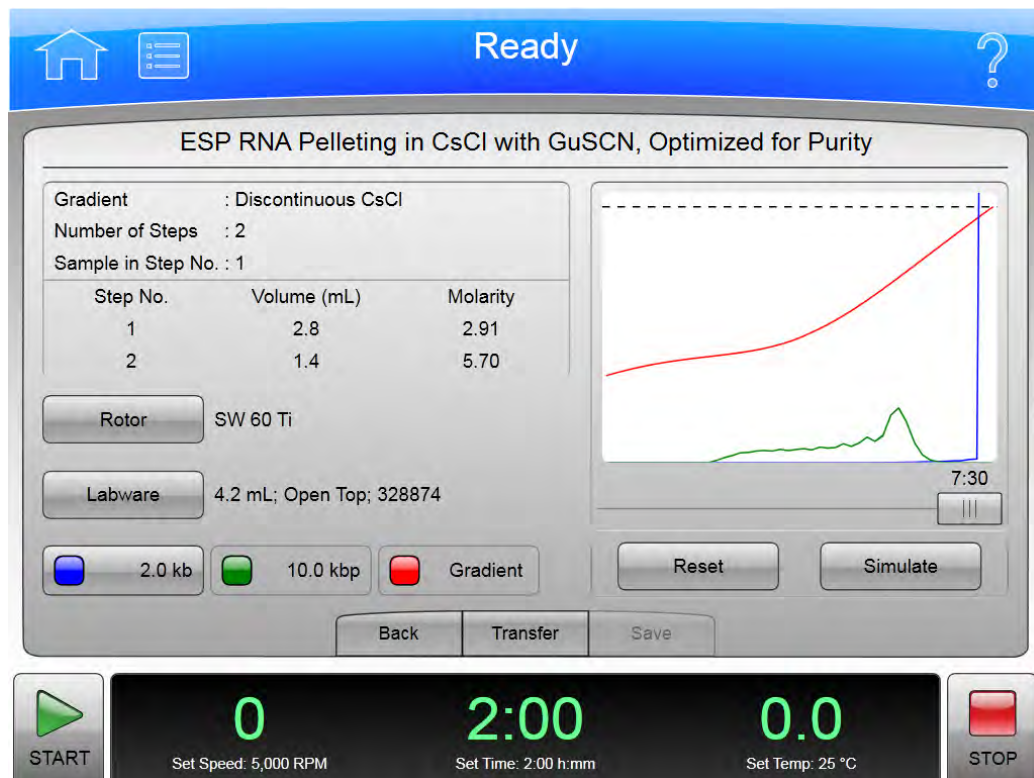 Ready
ESP RNA Pelleting in CsCl with GuSCN, Optimized for Purity
Gradient : Discontinuous CsCl
Number of Steps : 2
Sample in Step No. : 1
Step No. Volume (mL) Molarity
1 2.8 2.91
2 1.4 5.70
Rotor SW 60 Ti
Labware 4.2 mL; Open Top; 328874
7:30
2.0 kb 10.0 kbp Gradient
Reset Simulate
Back Transfer Save
START
0 2:00 0.0
Set Speed: 5,000 RPM Set Time: 2:00 h:mm Set Temp: 25 °C
STOP